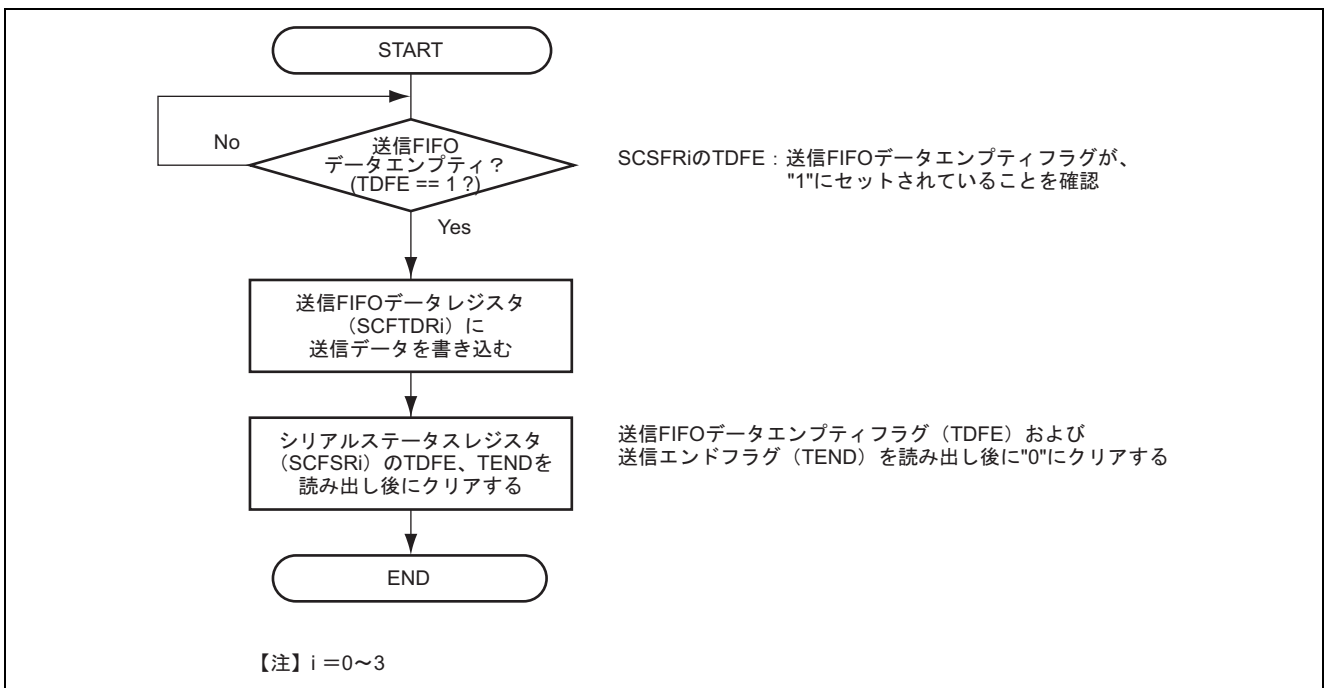 START
No
送信FIFO
データエンプティ？
(TDFE == 1 ?)
SCSFRiのTDFE：送信FIFOデータエンプティフラグが、
"1"にセットされていることを確認
Yes
送信FIFOデータレジスタ
（SCFTDRi）に
送信データを書き込む
シリアルステータスレジスタ
（SCFSRi）のTDFE、TENDを
読み出し後にクリアする
送信FIFOデータエンプティフラグ（TDFE）および
送信エンドフラグ（TEND）を読み出し後に"0"にクリアする
END
【注】i＝0～3